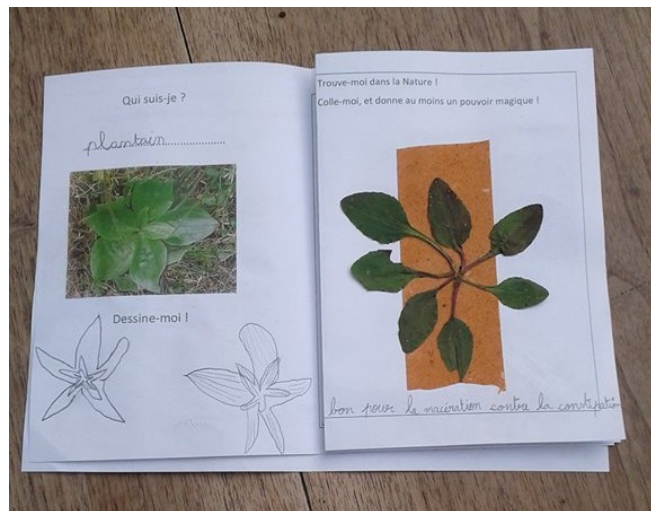 Qui suis-je ?
plantain....................
Dessine-moi !
Trouve-moi dans la Nature !
Colle-moi, et donne au moins un pouvoir magique !
bon pour la macération contre la constipation